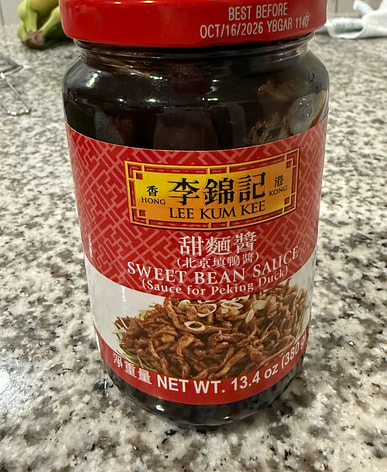 BEST BEFORE
OCT/16/2026 YBGAR 1146
香 李錦記 港
HONG LEE KUM KEE KONG
甜麵醬
(北京填鴨醬)
SWEET BEAN SAUCE
(Sauce for Peking Duck)
淨重量 NET WT. 13.4 oz (380 g